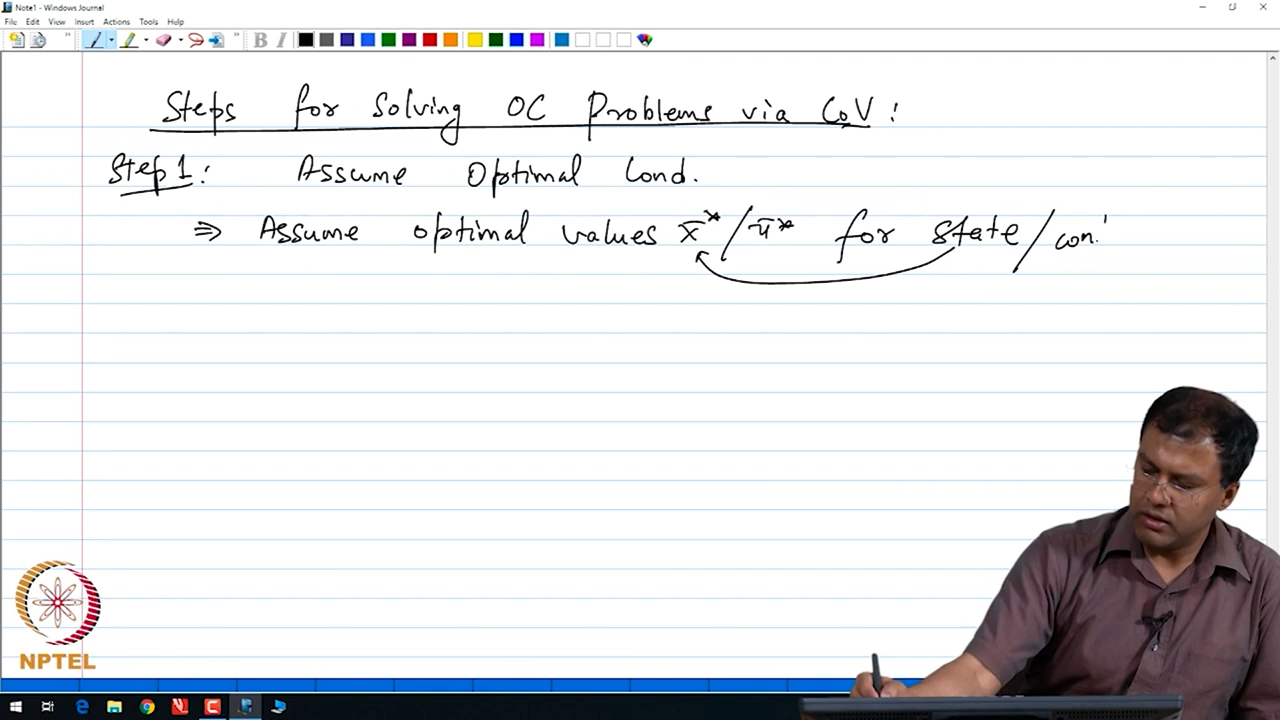 Note1 - Windows Journal
File Edit View Insert Actions Tools Help
Steps for Solving OC Problems via CoV :
Step 1 : Assume Optimal Cond.
⇒ Assume optimal values x̄*/ū* for state/con
NPTEL